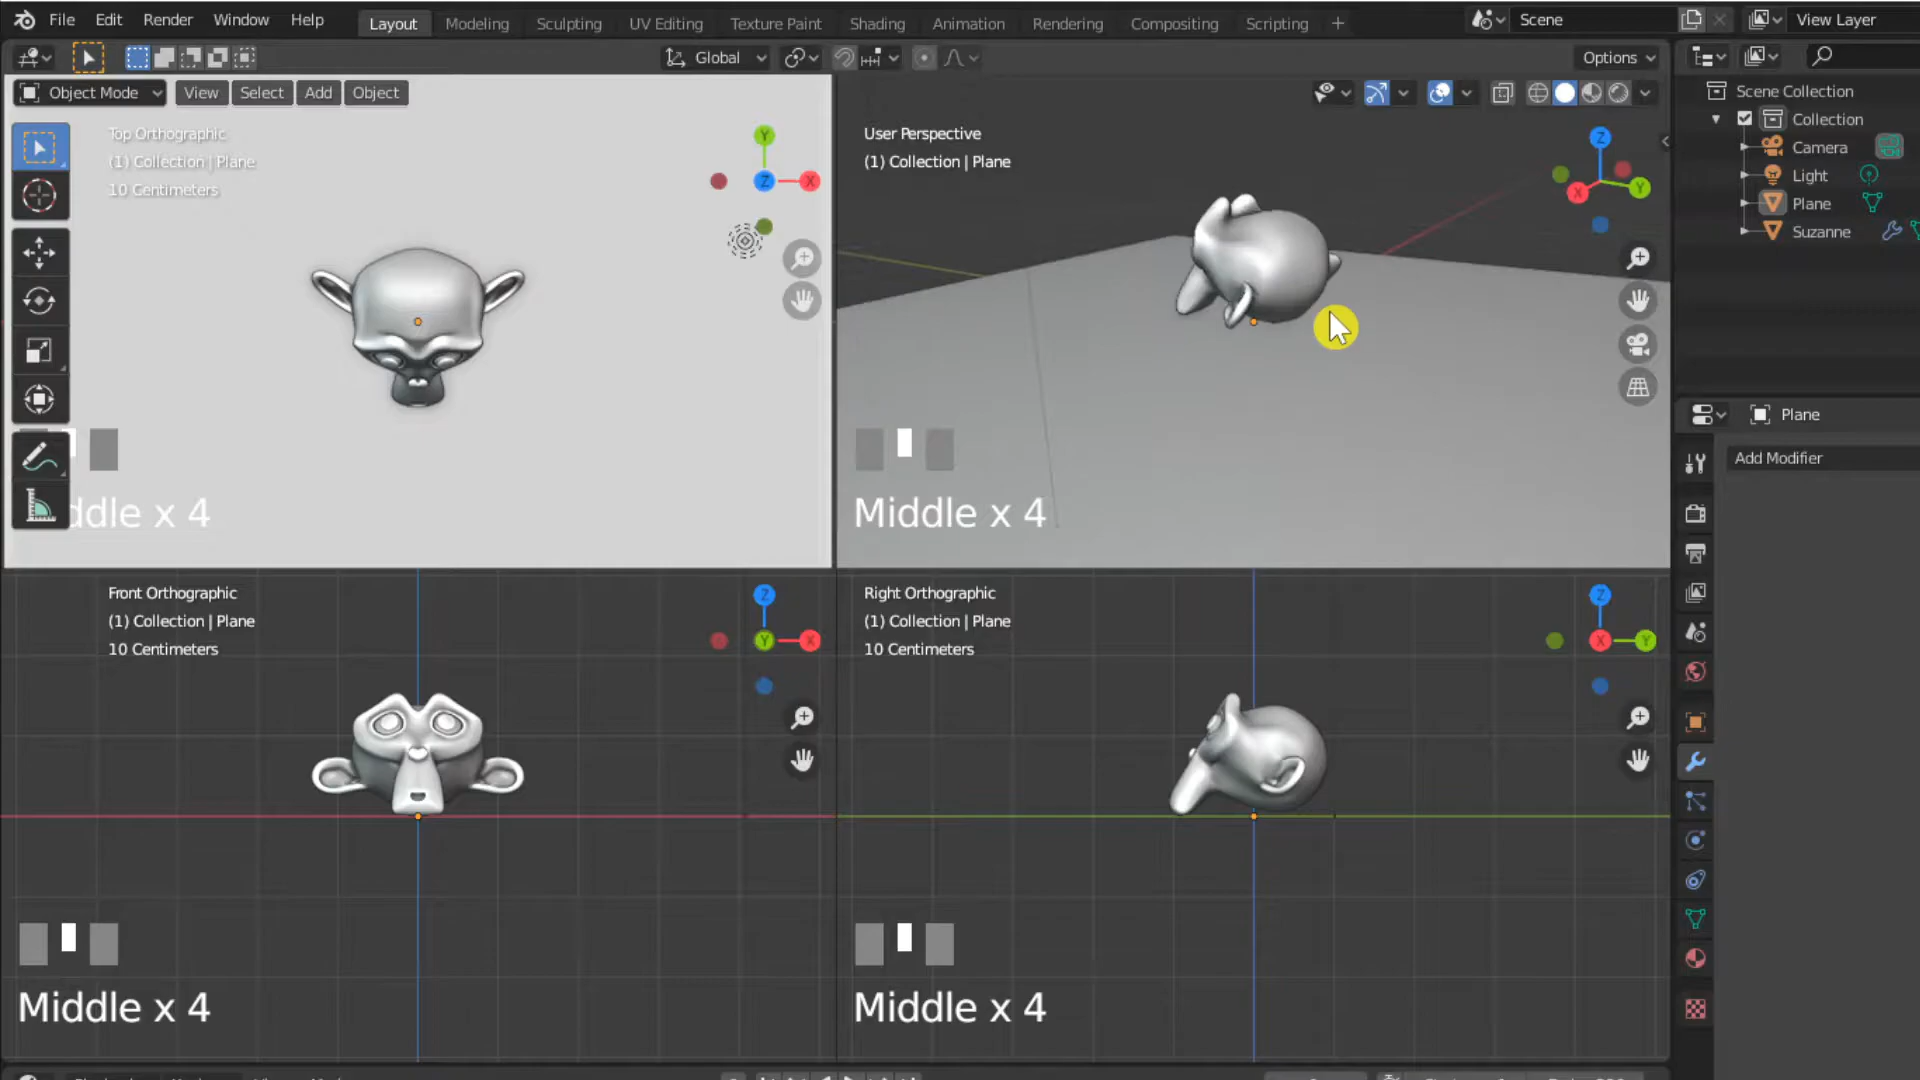 File Edit Render Window Help Layout Modeling Sculpting UV Editing Texture Paint Shading Animation Rendering Compositing Scripting + Scene View Layer
Global Options
Object Mode View Select Add Object
Top Orthographic
(1) Collection | Plane
10 Centimeters
Y
Z
X
ddle x 4
User Perspective
(1) Collection | Plane
Z
X
Y
Middle x 4
Front Orthographic
(1) Collection | Plane
10 Centimeters
Z
Y
X
Middle x 4
Right Orthographic
(1) Collection | Plane
10 Centimeters
Z
X
Y
Middle x 4
Scene Collection
Collection
Camera
Light
Plane
Suzanne
Plane
Add Modifier